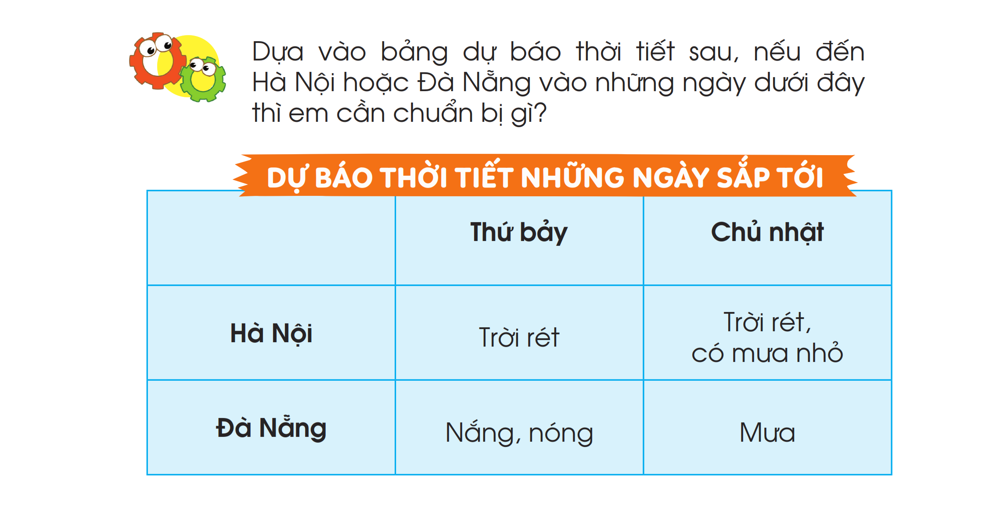 Dựa vào bảng dự báo thời tiết sau, nếu đến
Hà Nội hoặc Đà Nẵng vào những ngày dưới đây
thì em cần chuẩn bị gì?
DỰ BÁO THỜI TIẾT NHỮNG NGÀY SẮP TỚI
Thứ bảy
Chủ nhật
Hà Nội
Trời rét
Trời rét,
có mưa nhỏ
Đà Nẵng
Nắng, nóng
Mưa